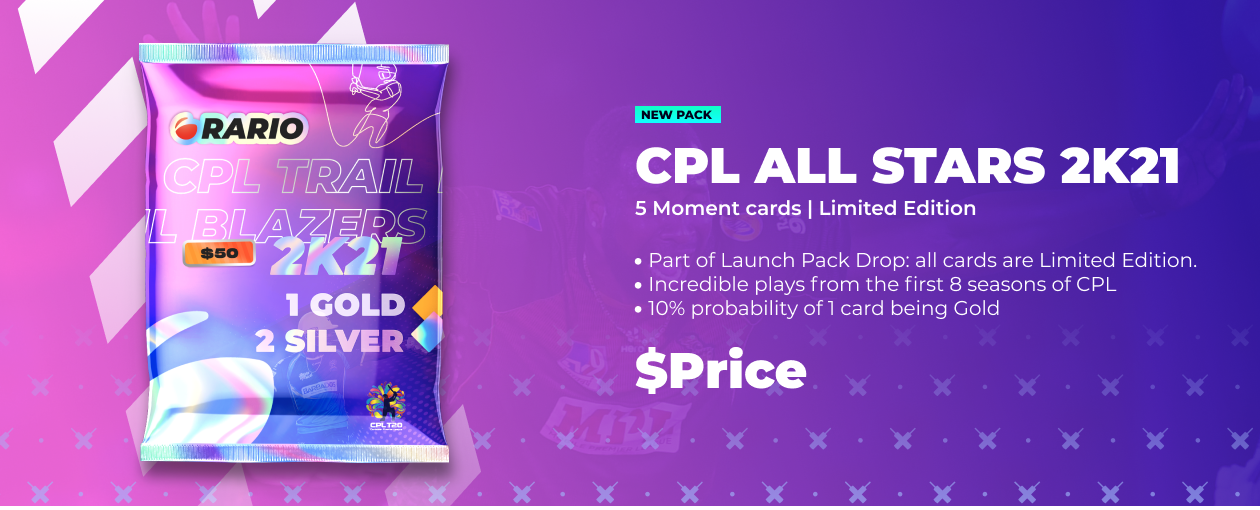 RARIO
CPL TRAIL
L BLAZERS
$50
2K21
1 GOLD
2 SILVER
CPLT20
NEW PACK
CPL ALL STARS 2K21
5 Moment cards | Limited Edition
• Part of Launch Pack Drop: all cards are Limited Edition.
• Incredible plays from the first 8 seasons of CPL
• 10% probability of 1 card being Gold
$Price